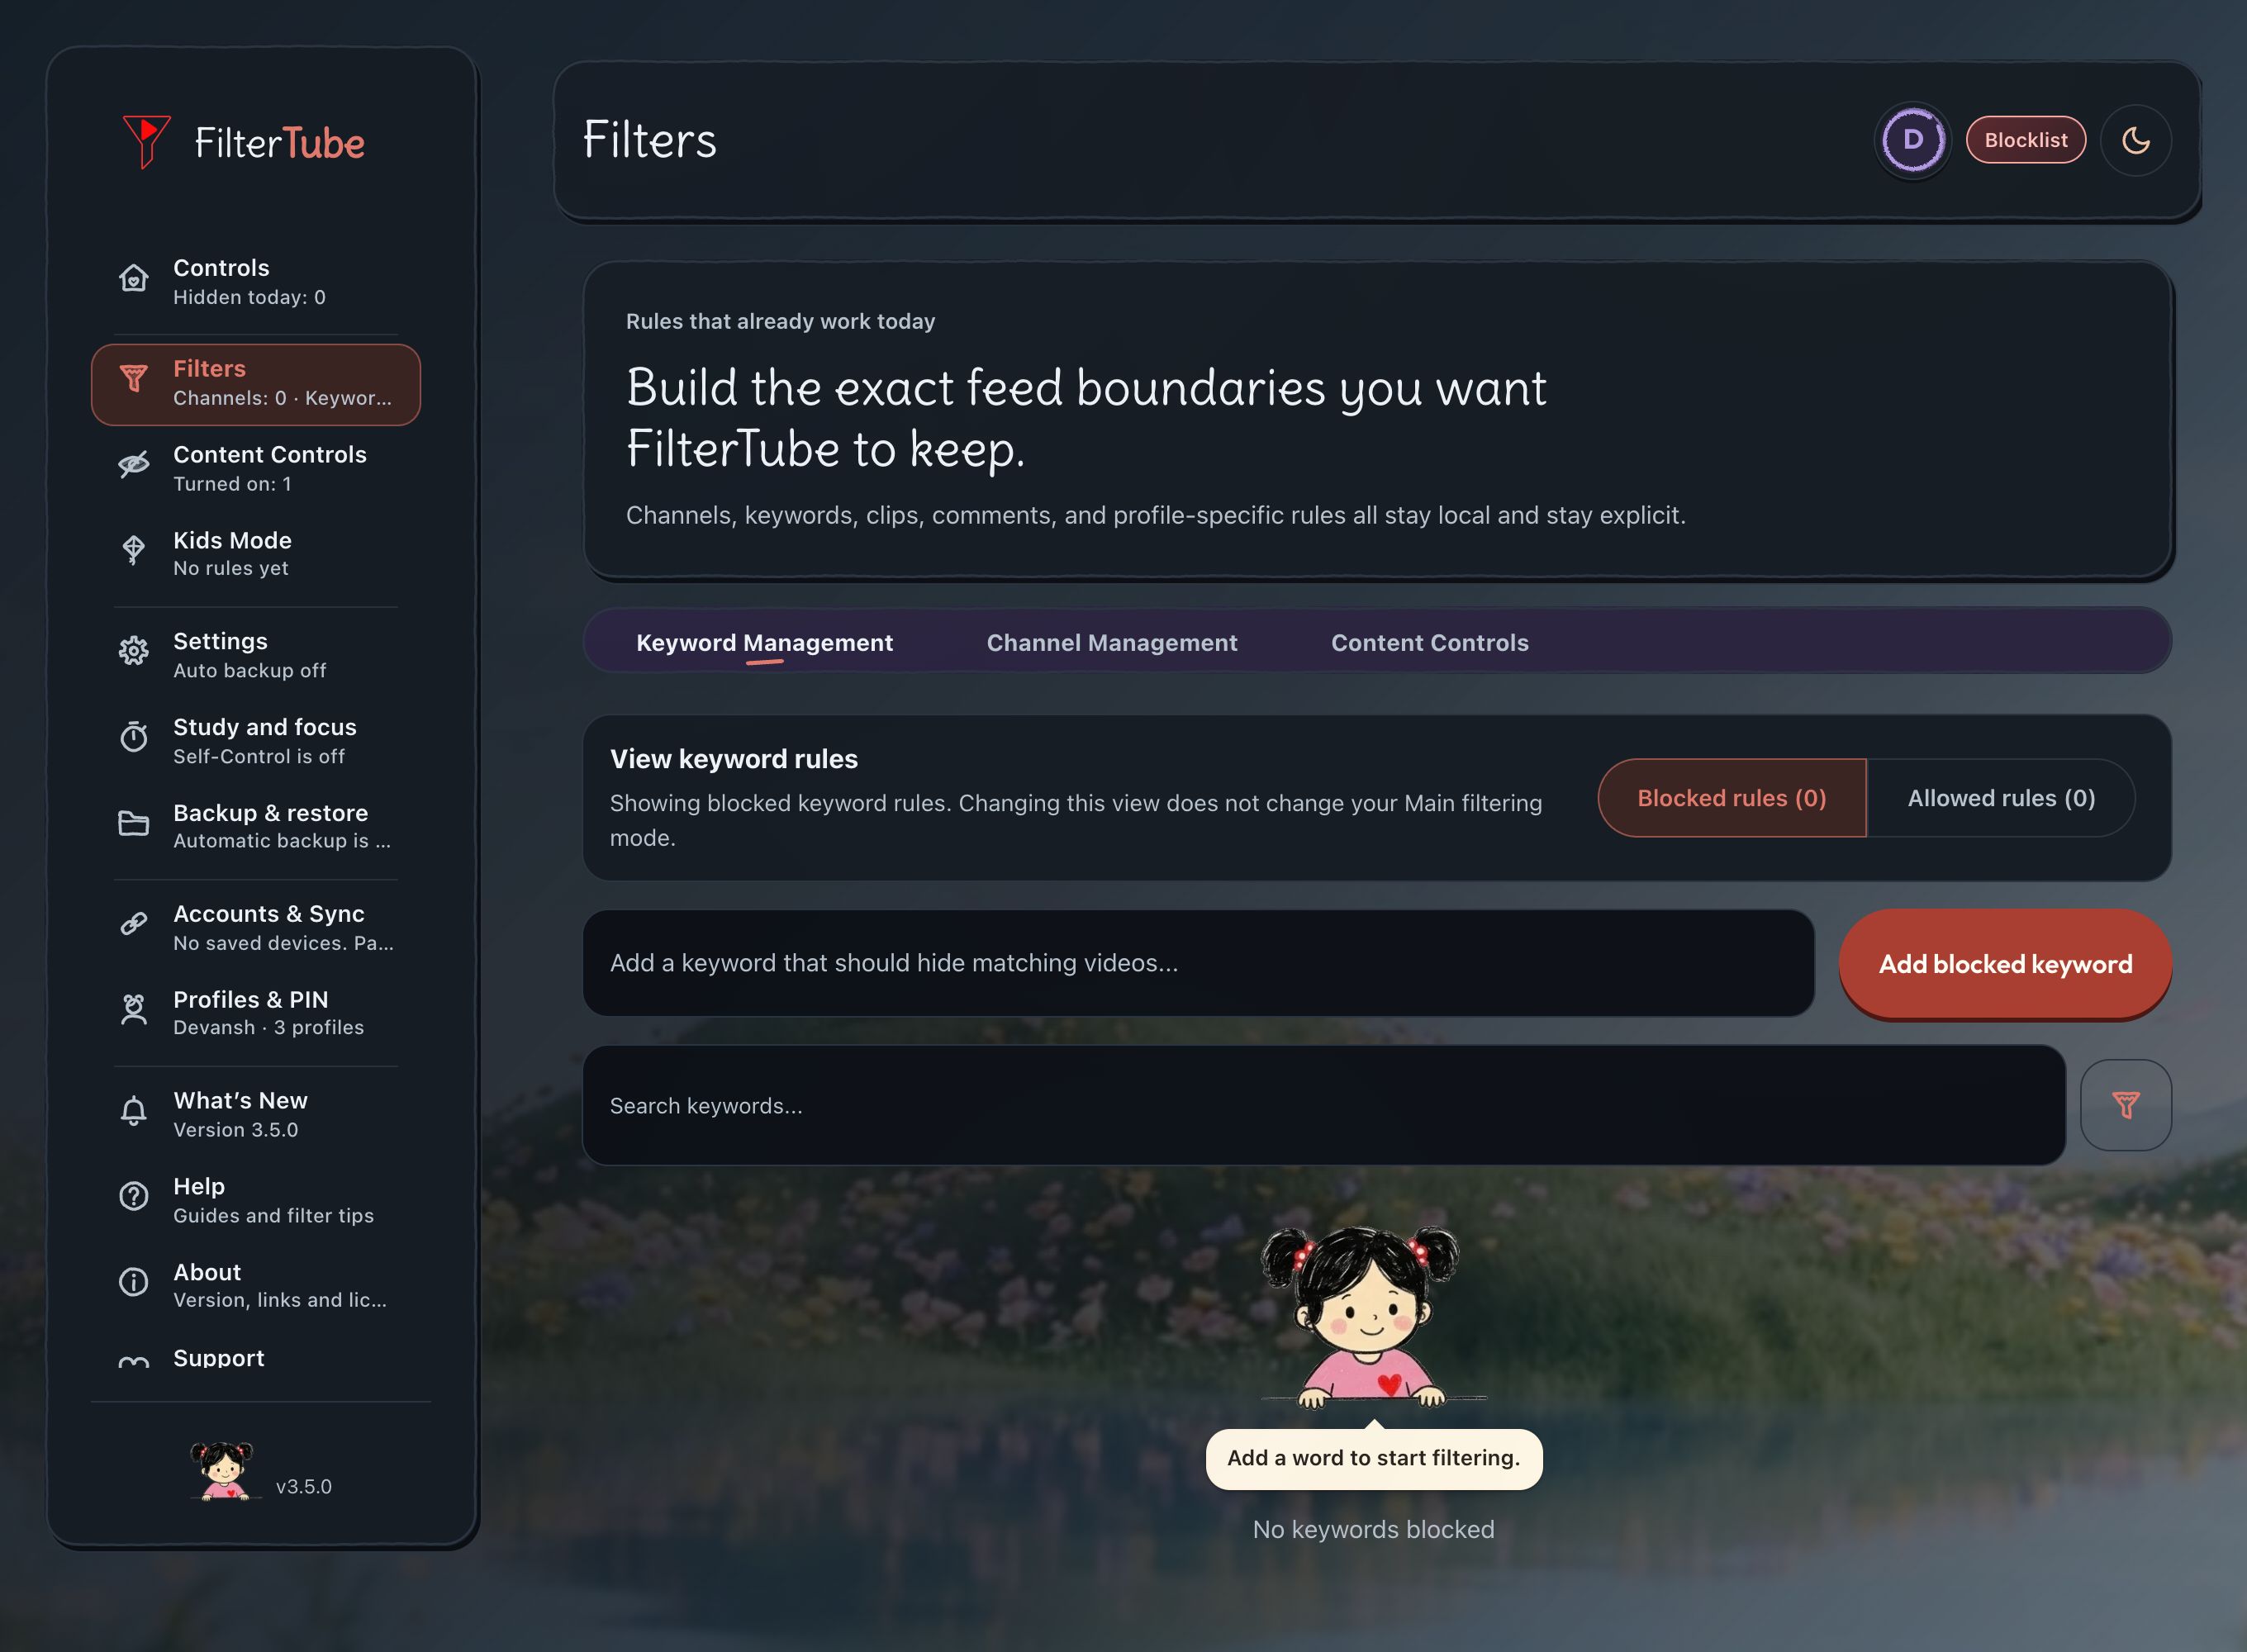 FilterTube
Controls
Hidden today: 0
Filters
Channels: 0 · Keywor...
Content Controls
Turned on: 1
Kids Mode
No rules yet
Settings
Auto backup off
Study and focus
Self-Control is off
Backup & restore
Automatic backup is ...
Accounts & Sync
No saved devices. Pa...
Profiles & PIN
Devansh · 3 profiles
What's New
Version 3.5.0
Help
Guides and filter tips
About
Version, links and lic...
Support
v3.5.0
Filters
D
Blocklist
Rules that already work today
Build the exact feed boundaries you want
FilterTube to keep.
Channels, keywords, clips, comments, and profile-specific rules all stay local and stay explicit.
Keyword Management
Channel Management
Content Controls
View keyword rules
Showing blocked keyword rules. Changing this view does not change your Main filtering
mode.
Blocked rules (0)
Allowed rules (0)
Add a keyword that should hide matching videos...
Add blocked keyword
Search keywords...
Add a word to start filtering.
No keywords blocked